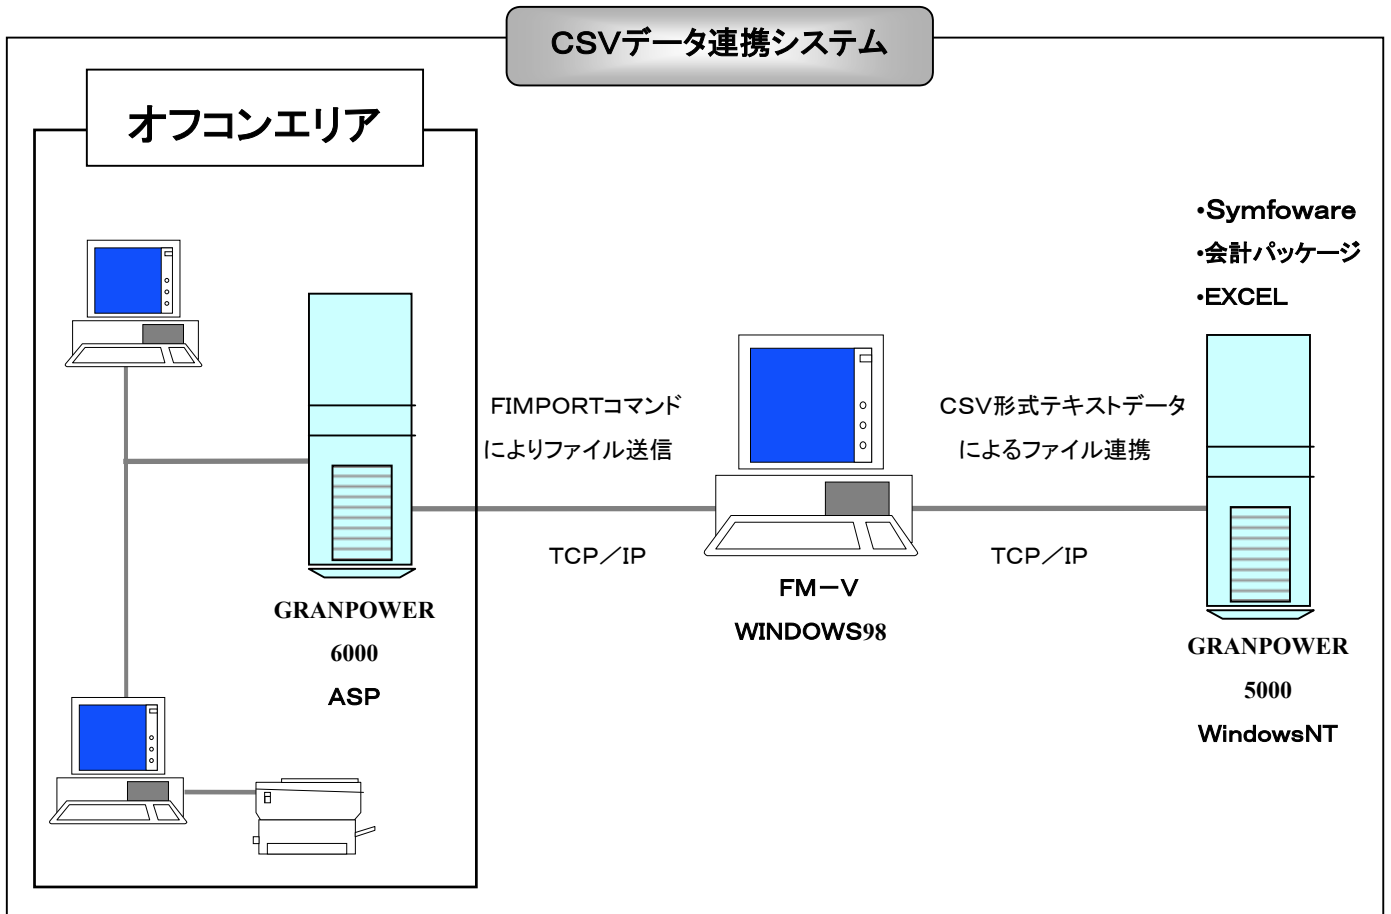 CSVデータ連携システム
オフコンエリア
・Symfoware
・会計パッケージ
・EXCEL
FIMPORTコマンド
によりファイル送信
CSV形式テキストデータ
によるファイル連携
TCP/IP
TCP/IP
FM-V
WINDOWS98
GRANPOWER
6000
ASP
GRANPOWER
5000
WindowsNT